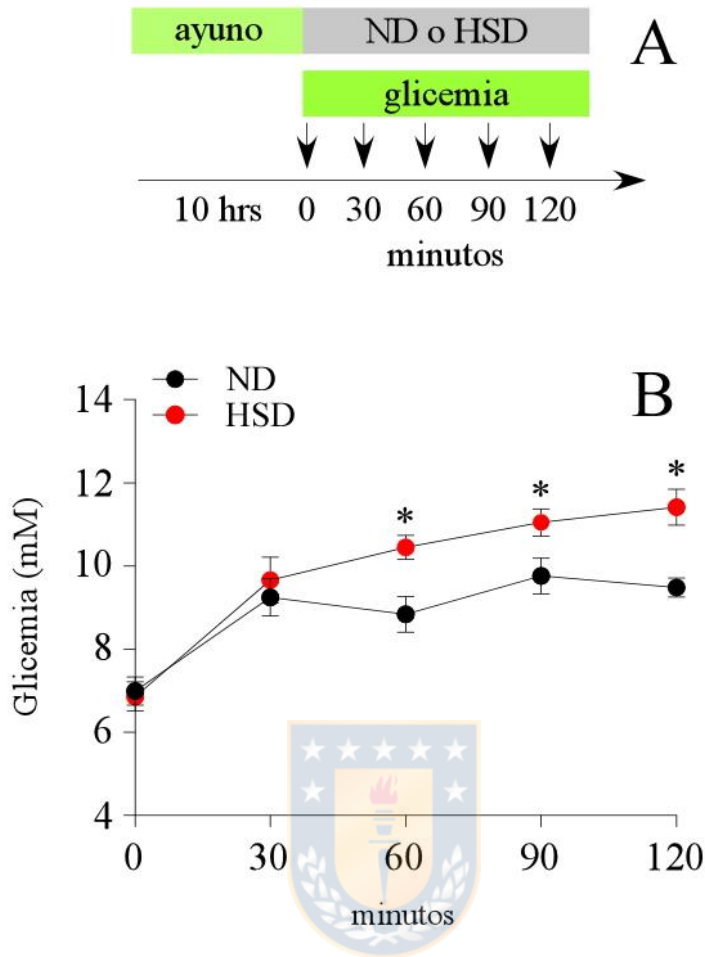 ayuno ND o HSD
A
glicemia
10 hrs 0 30 60 90 120
minutos
B
ND
HSD
14
12
10
8
6
4
Glicemia (mM)
* * *
0 30 60 90 120
minutos